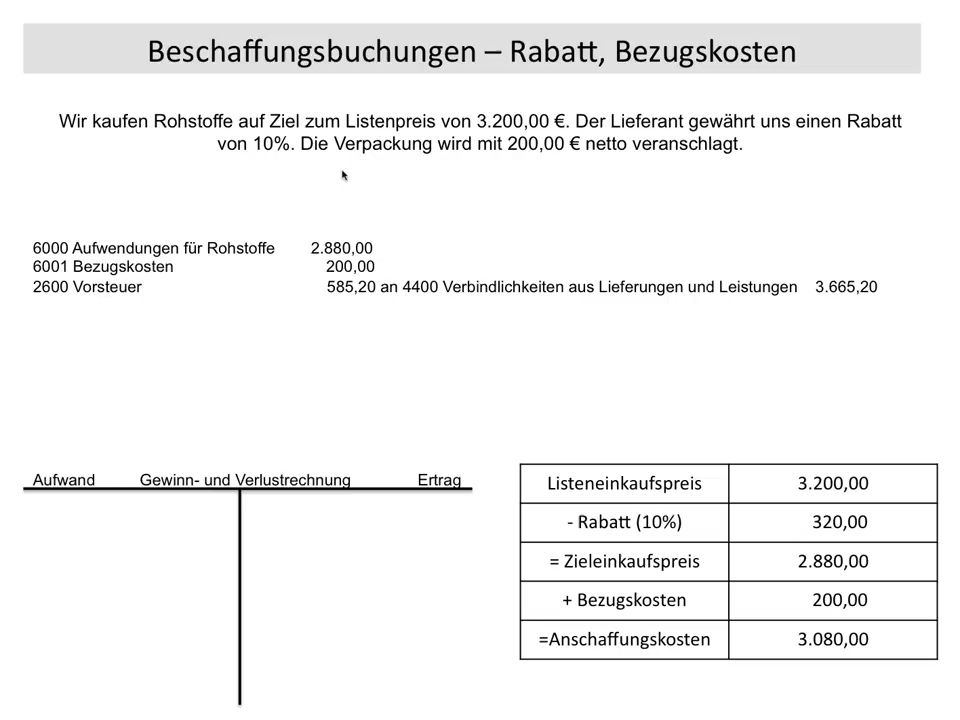 Beschaffungsbuchungen – Rabatt, Bezugskosten
Wir kaufen Rohstoffe auf Ziel zum Listenpreis von 3.200,00 €. Der Lieferant gewährt uns einen Rabatt
von 10%. Die Verpackung wird mit 200,00 € netto veranschlagt.
6000 Aufwendungen für Rohstoffe 2.880,00
6001 Bezugskosten 200,00
2600 Vorsteuer 585,20 an 4400 Verbindlichkeiten aus Lieferungen und Leistungen 3.665,20
Aufwand Gewinn- und Verlustrechnung Ertrag
Listeneinkaufspreis 3.200,00
- Rabatt (10%) 320,00
= Zieleinkaufspreis 2.880,00
+ Bezugskosten 200,00
=Anschaffungskosten 3.080,00